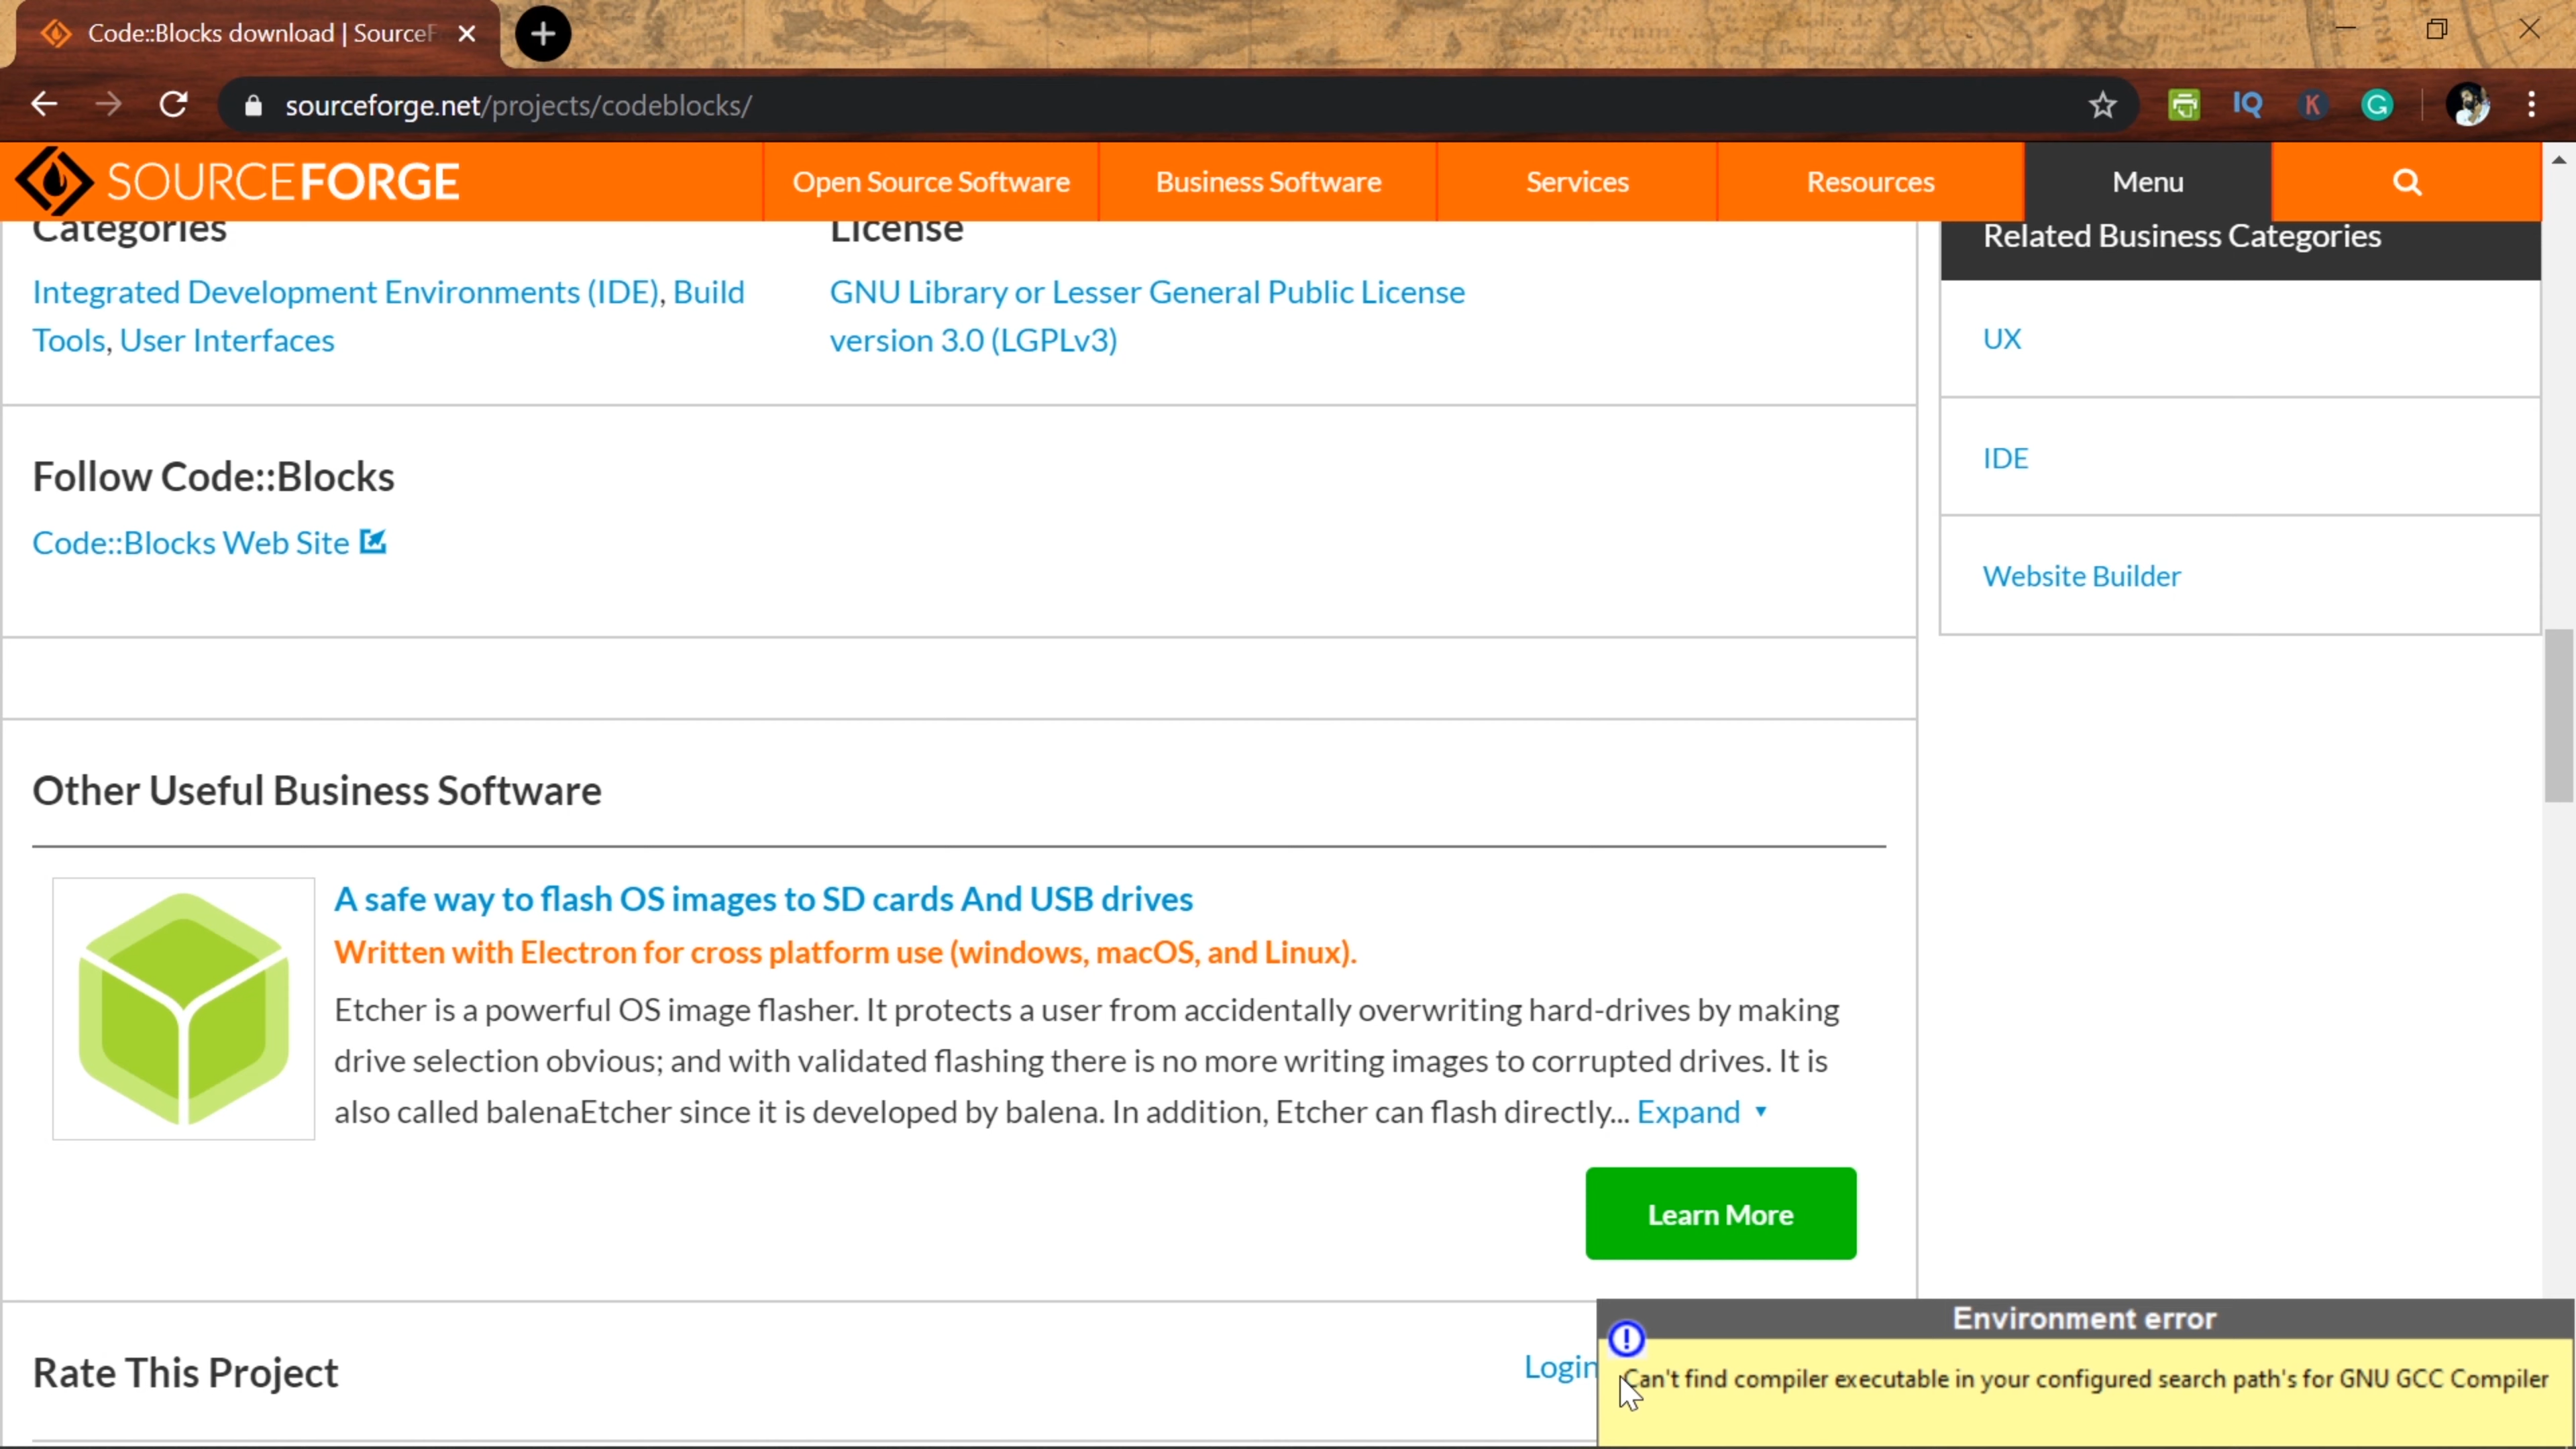 Code::Blocks download | SourceF
sourceforge.net/projects/codeblocks/
IQ
K
SOURCEFORGE
Open Source Software
Business Software
Services
Resources
Menu
Categories
License
Related Business Categories
Integrated Development Environments (IDE), Build
Tools, User Interfaces
GNU Library or Lesser General Public License
version 3.0 (LGPLv3)
UX
IDE
Website Builder
Follow Code::Blocks
Code::Blocks Web Site
Other Useful Business Software
A safe way to flash OS images to SD cards And USB drives
Written with Electron for cross platform use (windows, macOS, and Linux).
Etcher is a powerful OS image flasher. It protects a user from accidentally overwriting hard-drives by making
drive selection obvious; and with validated flashing there is no more writing images to corrupted drives. It is
also called balenaEtcher since it is developed by balena. In addition, Etcher can flash directly... Expand
Learn More
Rate This Project
Login
Environment error
Can't find compiler executable in your configured search path's for GNU GCC Compiler